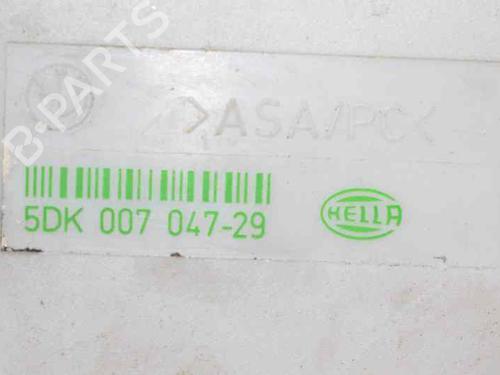 B-PARTS
>ASA/PC<
5DK 007 047-29
HELLA